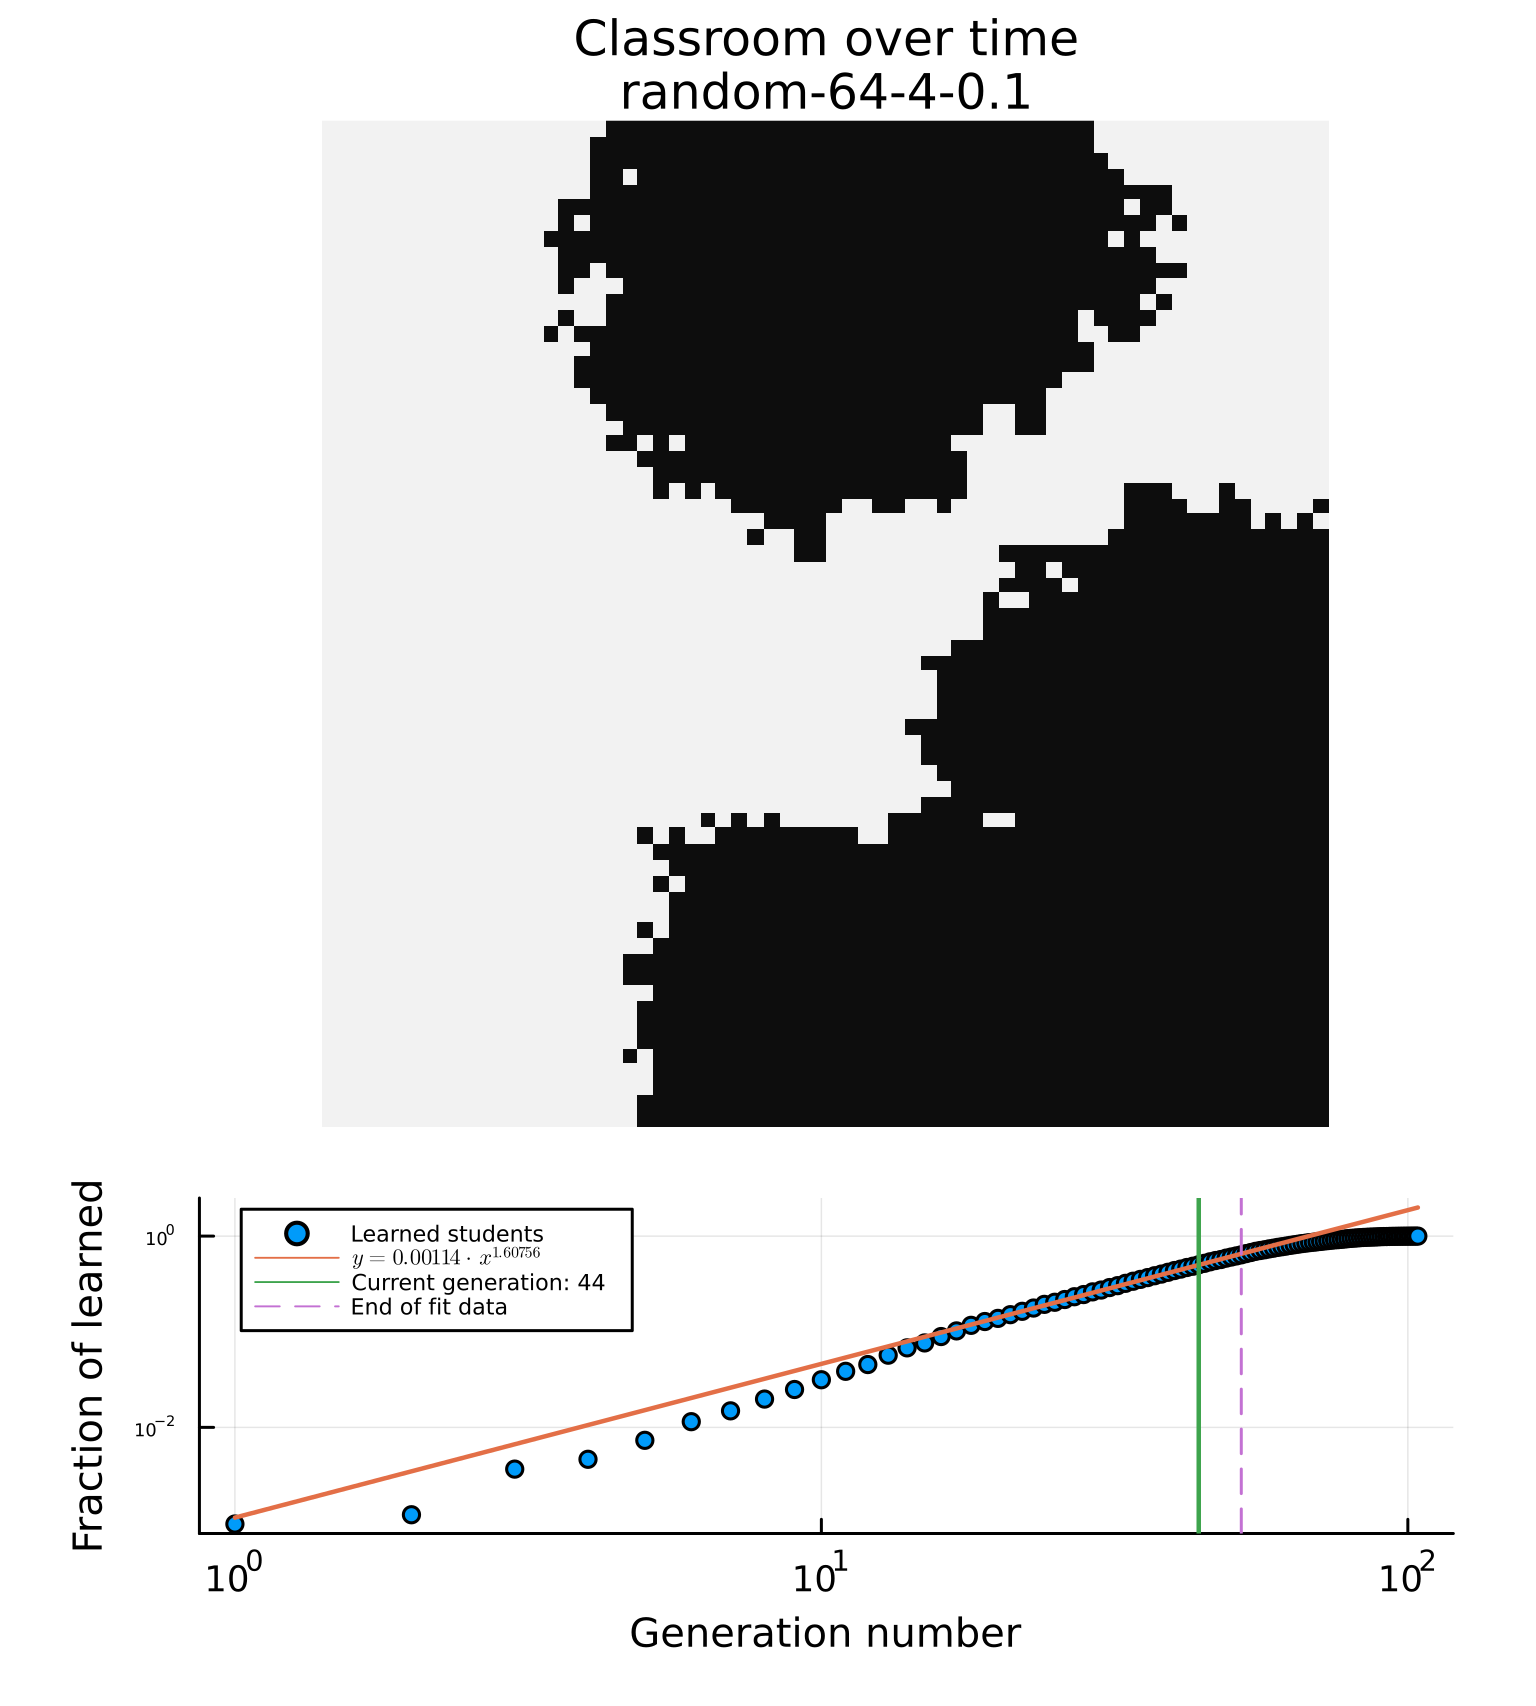 Classroom over time
random-64-4-0.1
Fraction of learned
10^0
10^−2
Learned students
y = 0.00114 · x^1.60756
Current generation: 44
End of fit data
10^0 10^1 10^2
Generation number